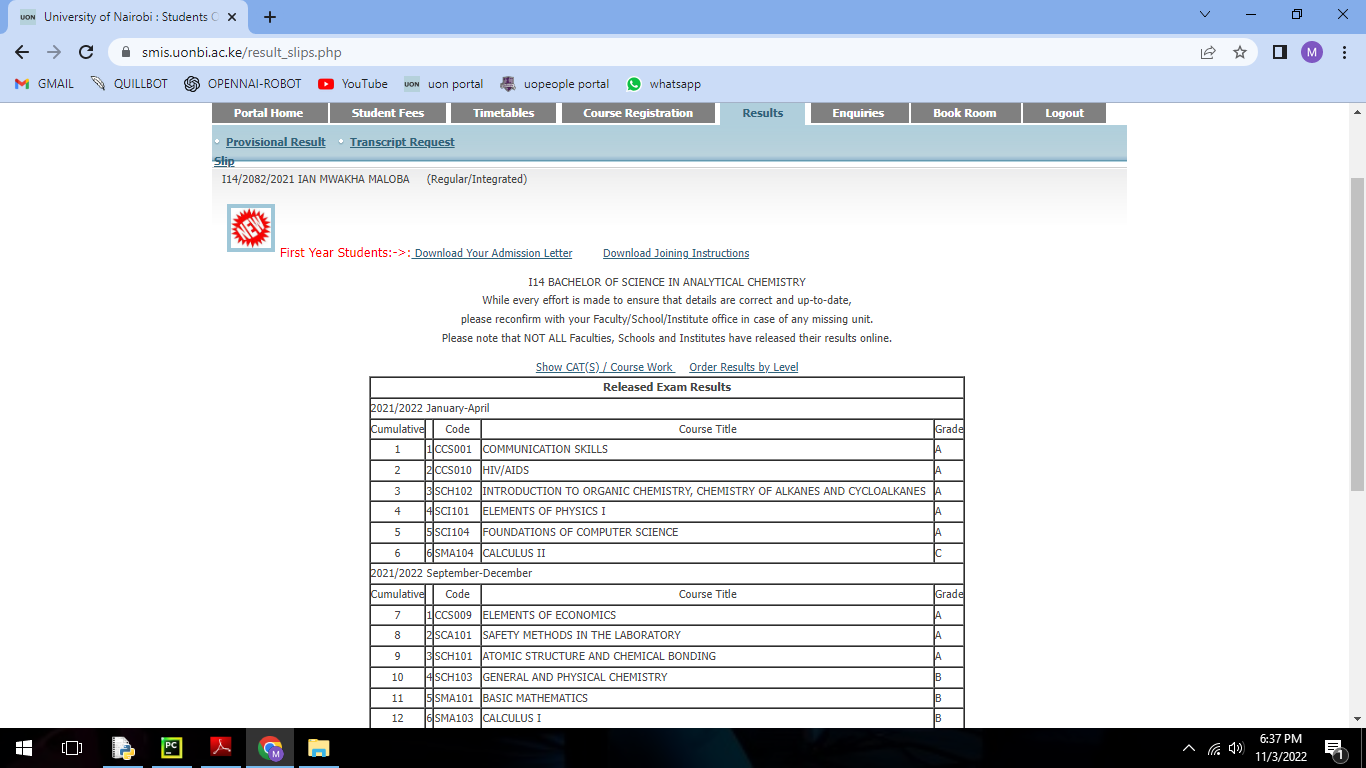 UON University of Nairobi : Students O
smis.uonbi.ac.ke/result_slips.php
M
GMAIL QUILLBOT OPENNAI-ROBOT YouTube UON uon portal uopeople portal whatsapp
Portal Home Student Fees Timetables Course Registration Results Enquiries Book Room Logout
Provisional Result Transcript Request
Slip
I14/2082/2021 IAN MWAKHA MALOBA (Regular/Integrated)
NEW
First Year Students:->: Download Your Admission Letter Download Joining Instructions
I14 BACHELOR OF SCIENCE IN ANALYTICAL CHEMISTRY
While every effort is made to ensure that details are correct and up-to-date,
please reconfirm with your Faculty/School/Institute office in case of any missing unit.
Please note that NOT ALL Faculties, Schools and Institutes have released their results online.
Show CAT(S) / Course Work Order Results by Level
Released Exam Results
2021/2022 January-April
Cumulative Code Course Title Grade
1 1 CCS001 COMMUNICATION SKILLS A
2 2 CCS010 HIV/AIDS A
3 3 SCH102 INTRODUCTION TO ORGANIC CHEMISTRY, CHEMISTRY OF ALKANES AND CYCLOALKANES A
4 4 SCI101 ELEMENTS OF PHYSICS I A
5 5 SCI104 FOUNDATIONS OF COMPUTER SCIENCE A
6 6 SMA104 CALCULUS II C
2021/2022 September-December
Cumulative Code Course Title Grade
7 1 CCS009 ELEMENTS OF ECONOMICS A
8 2 SCA101 SAFETY METHODS IN THE LABORATORY A
9 3 SCH101 ATOMIC STRUCTURE AND CHEMICAL BONDING A
10 4 SCH103 GENERAL AND PHYSICAL CHEMISTRY B
11 5 SMA101 BASIC MATHEMATICS B
12 6 SMA103 CALCULUS I B
PC M 6:37 PM
11/3/2022 1